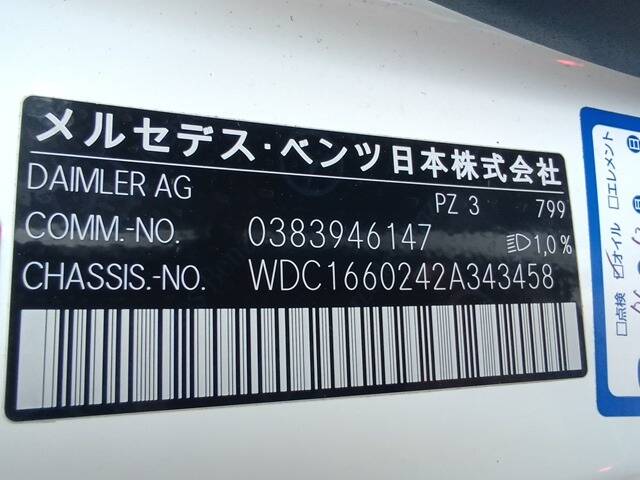 メルセデス・ベンツ日本株式会社
DAIMLER AG PZ 3 799
COMM.-NO. 0383946147 1,0%
CHASSIS.-NO. WDC1660242A343458
□点検 ☑オイル □エレメント